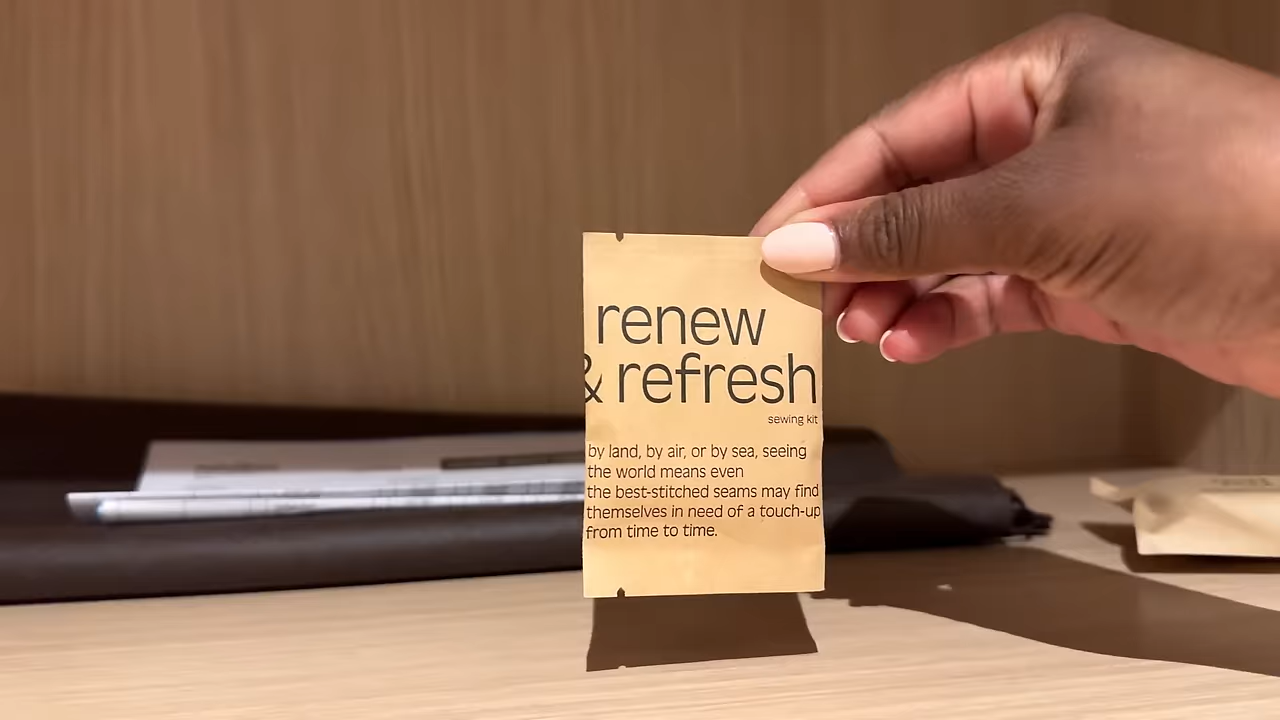 renew
& refresh
sewing kit
by land, by air, or by sea, seeing
the world means even
the best-stitched seams may find
themselves in need of a touch-up
from time to time.